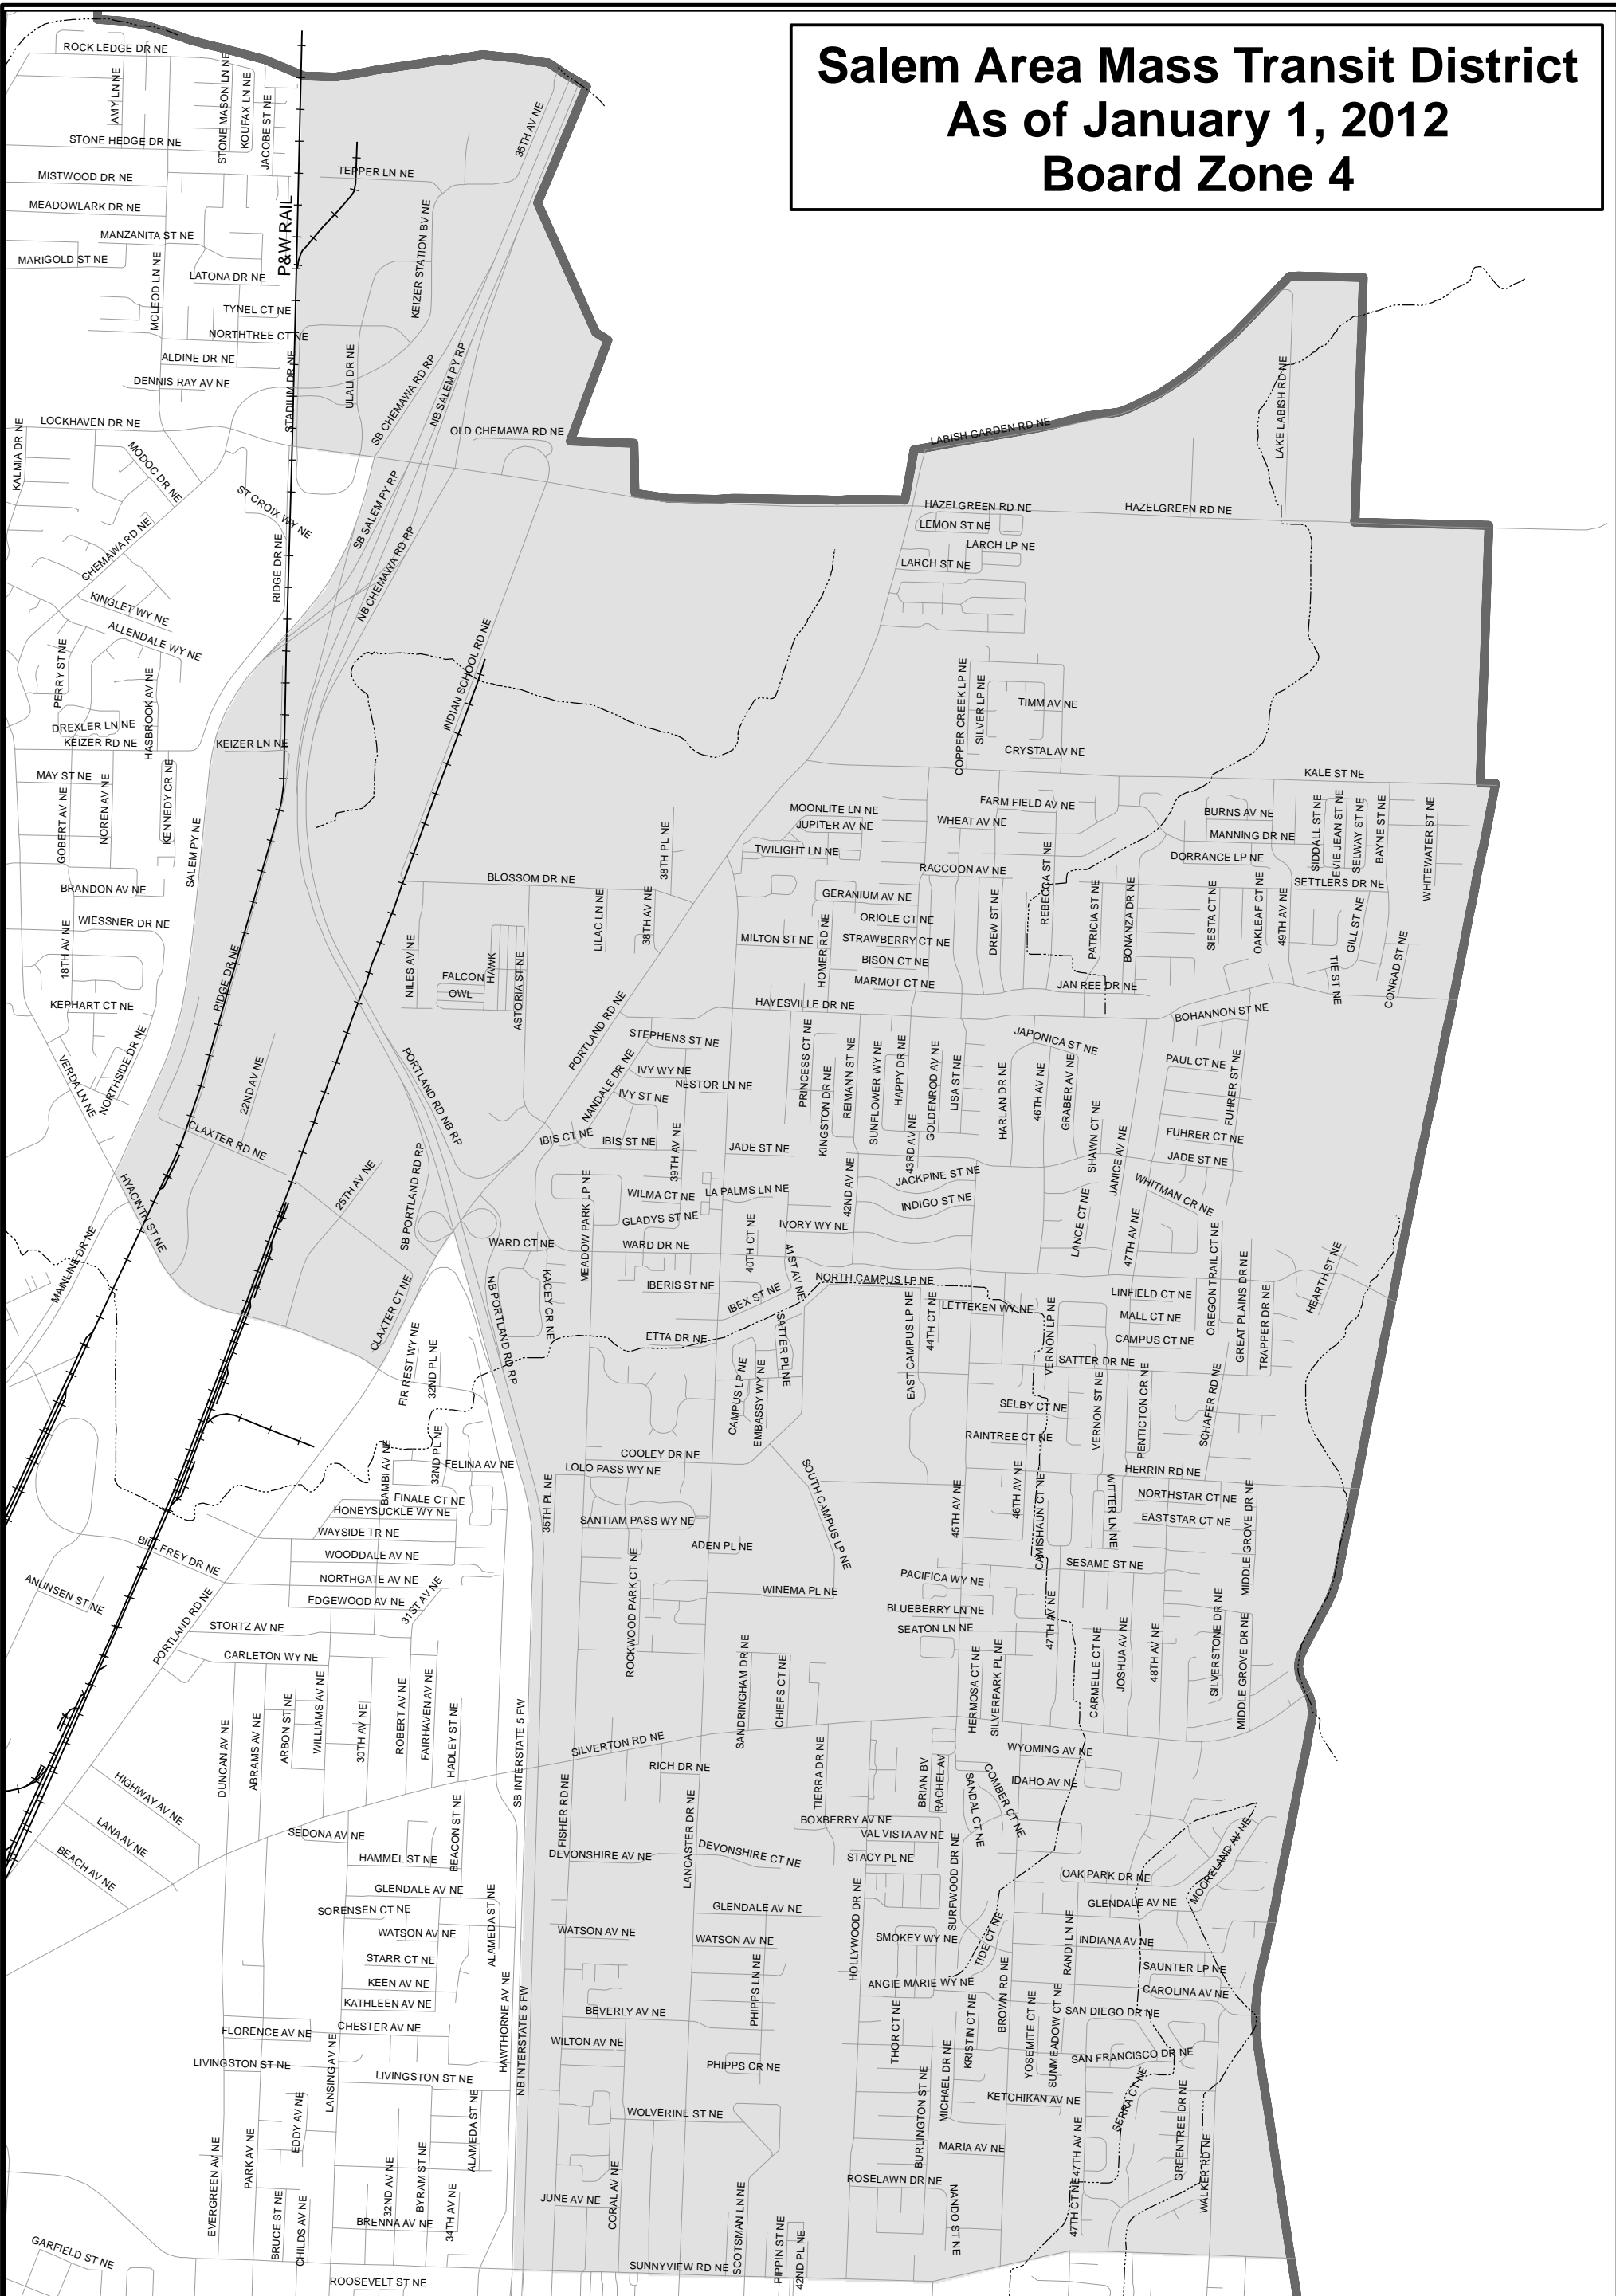 Salem Area Mass Transit District
As of January 1, 2012
Board Zone 4
ROCK LEDGE DR NE
AMY LN NE
STONE MASON LN NE
KOUFAX LN NE
JACOBE ST NE
STONE HEDGE DR NE
35TH AV NE
TEPPER LN NE
MISTWOOD DR NE
MEADOWLARK DR NE
MANZANITA ST NE
MARIGOLD ST NE
P&W RAIL
KEIZER STATION BV NE
MCLEOD LN NE
LATONA DR NE
TYNEL CT NE
NORTHTREE CT NE
ALDINE DR NE
DENNIS RAY AV NE
STADIUM DR NE
ULALI DR NE
SB CHEMAWA RD RP
NB SALEM PY RP
LAKE LABISH RD NE
LOCKHAVEN DR NE
KALMIA DR NE
MODOC DR NE
OLD CHEMAWA RD NE
LABISH GARDEN RD NE
ST CROIX WY NE
SB SALEM PY RP
HAZELGREEN RD NE
HAZELGREEN RD NE
LEMON ST NE
LARCH LP NE
LARCH ST NE
CHEMAWA RD NE
RIDGE DR NE
NB CHEMAWA RD RP
KINGLET WY NE
ALLENDALE WY NE
PERRY ST NE
HASBROOK AV NE
INDIAN SCHOOL RD NE
COPPER CREEK LP NE
SILVER LP NE
TIMM AV NE
CRYSTAL AV NE
DREXLER LN NE
KEIZER RD NE
KEIZER LN NE
KALE ST NE
MAY ST NE
GOBERT AV NE
NOREN AV NE
KENNEDY CR NE
SALEM PY NE
38TH PL NE
MOONLITE LN NE
JUPITER AV NE
TWILIGHT LN NE
FARM FIELD AV NE
WHEAT AV NE
BURNS AV NE
MANNING DR NE
DORRANCE LP NE
SIDDALL ST NE
EVIE JEAN ST NE
SELWAY ST NE
BAYNE ST NE
WHITEWATER ST NE
BRANDON AV NE
BLOSSOM DR NE
RACCOON AV NE
REBECCA ST NE
SETTLERS DR NE
WIESSNER DR NE
18TH AV NE
LILAC LN NE
38TH AV NE
GERANIUM AV NE
ORIOLE CT NE
STRAWBERRY CT NE
MILTON ST NE
HOMER RD NE
BISON CT NE
MARMOT CT NE
DREW ST NE
PATRICIA ST NE
BONANZA DR NE
SIESTA CT NE
OAKLEAF CT NE
49TH AV NE
GILL ST NE
TIE ST NE
CONRAD ST NE
NILES AV NE
FALCON
OWL
HAWK
ASTORIA ST NE
RIDGE DR NE
KEPHART CT NE
JAN REE DR NE
HAYESVILLE DR NE
BOHANNON ST NE
PORTLAND RD NE
STEPHENS ST NE
JAPONICA ST NE
NORTHSIDE DR NE
VERDA LN NE
22ND AV NE
PORTLAND RD NB RP
NANDALE DR NE
IVY WY NE
NESTOR LN NE
IVY ST NE
PRINCESS CT NE
KINGSTON DR NE
REIMANN ST NE
SUNFLOWER WY NE
HAPPY DR NE
GOLDENROD AV NE
LISA ST NE
HARLAN DR NE
46TH AV NE
GRABER AV NE
PAUL CT NE
FUHRER ST NE
CLAXTER RD NE
IBIS CT NE
IBIS ST NE
39TH AV NE
JADE ST NE
43RD AV NE
SHAWN CT NE
JANICE AV NE
FUHRER CT NE
JADE ST NE
HYACINTH ST NE
25TH AV NE
SB PORTLAND RD RP
MEADOW PARK LP NE
WILMA CT NE
LA PALMS LN NE
JACKPINE ST NE
42ND AV NE
INDIGO ST NE
WHITMAN CR NE
GLADYS ST NE
IVORY WY NE
LANCE CT NE
47TH AV NE
MAINLINE DR NE
WARD CT NE
WARD DR NE
40TH CT NE
41ST AV NE
OREGON TRAIL CT NE
GREAT PLAINS DR NE
TRAPPER DR NE
HEARTH ST NE
KACEY CR NE
IBERIS ST NE
IBEX ST NE
NORTH CAMPUS LP NE
CLAXTER CT NE
NB PORTLAND RD RP
ETTA DR NE
SATTER PL NE
EAST CAMPUS LP NE
44TH CT NE
LETTEKEN WY NE
VERNON LP NE
LINFIELD CT NE
MALL CT NE
CAMPUS CT NE
SATTER DR NE
FIR REST WY NE
32ND PL NE
CAMPUS LP NE
EMBASSY WY NE
SELBY CT NE
VERNON ST NE
PENTICTON CR NE
SCHAFER RD NE
BAMBI AV NE
32ND PL NE
FELINA AV NE
COOLEY DR NE
LOLO PASS WY NE
SOUTH CAMPUS LP NE
RAINTREE CT NE
HERRIN RD NE
FINALE CT NE
HONEYSUCKLE WY NE
35TH PL NE
45TH AV NE
46TH AV NE
CAMISHAUN CT NE
WITTER LN NE
NORTHSTAR CT NE
EASTSTAR CT NE
MIDDLE GROVE DR NE
WAYSIDE TR NE
SANTIAM PASS WY NE
ADEN PL NE
BILL FREY DR NE
WOODDALE AV NE
NORTHGATE AV NE
SESAME ST NE
ANUNSEN ST NE
PORTLAND RD NE
EDGEWOOD AV NE
31ST AV NE
ROCKWOOD PARK CT NE
WINEMA PL NE
PACIFICA WY NE
BLUEBERRY LN NE
SEATON LN NE
47TH AV NE
STORTZ AV NE
CARLETON WY NE
SANDRINGHAM DR NE
CHIEFS CT NE
HERMOSA CT NE
SILVERPARK PL NE
CARMELLE CT NE
JOSHUA AV NE
48TH AV NE
SILVERSTONE DR NE
MIDDLE GROVE DR NE
DUNCAN AV NE
ABRAMS AV NE
ARBON ST NE
WILLIAMS AV NE
30TH AV NE
ROBERT AV NE
FAIRHAVEN AV NE
HADLEY ST NE
SB INTERSTATE 5 FW
SILVERTON RD NE
RICH DR NE
TIERRA DR NE
BRIAN BV
RACHEL AV
SANDAL CT NE
COMBER CT NE
WYOMING AV NE
IDAHO AV NE
HIGHWAY AV NE
LANA AV NE
BEACH AV NE
SEDONA AV NE
HAMMEL ST NE
BEACON ST NE
FISHER RD NE
DEVONSHIRE AV NE
LANCASTER DR NE
DEVONSHIRE CT NE
BOXBERRY AV NE
VAL VISTA AV NE
STACY PL NE
SURFWOOD DR NE
OAK PARK DR NE
MOORELAND AV NE
GLENDALE AV NE
SORENSEN CT NE
WATSON AV NE
ALAMEDA ST NE
GLENDALE AV NE
WATSON AV NE
WATSON AV NE
HOLLYWOOD DR NE
SMOKEY WY NE
TIDE CT NE
RANDI LN NE
GLENDALE AV NE
INDIANA AV NE
STARR CT NE
KEEN AV NE
KATHLEEN AV NE
PHIPPS LN NE
ANGIE MARIE WY NE
SAUNTER LP NE
CAROLINA AV NE
FLORENCE AV NE
CHESTER AV NE
HAWTHORNE AV NE
NB INTERSTATE 5 FW
BEVERLY AV NE
WILTON AV NE
THOR CT NE
KRISTIN CT NE
BROWN RD NE
YOSEMITE CT NE
SUNMEADOW CT NE
SAN DIEGO DR NE
SAN FRANCISCO DR NE
LIVINGSTON ST NE
LANSING AV NE
LIVINGSTON ST NE
PHIPPS CR NE
MICHAEL DR NE
KETCHIKAN AV NE
SERRA CT NE
EDDY AV NE
ALAMEDA ST NE
WOLVERINE ST NE
BURLINGTON ST NE
MARIA AV NE
47TH AV NE
GREENTREE DR NE
WALKER RD NE
EVERGREEN AV NE
PARK AV NE
BRUCE ST NE
CHILDS AV NE
32ND AV NE
BYRAM ST NE
34TH AV NE
BRENNA AV NE
JUNE AV NE
CORAL AV NE
SCOTSMAN LN NE
PIPPIN ST NE
42ND PL NE
ROSELAWN DR NE
NANDO ST NE
47TH CT NE
GARFIELD ST NE
ROOSEVELT ST NE
SUNNYVIEW RD NE